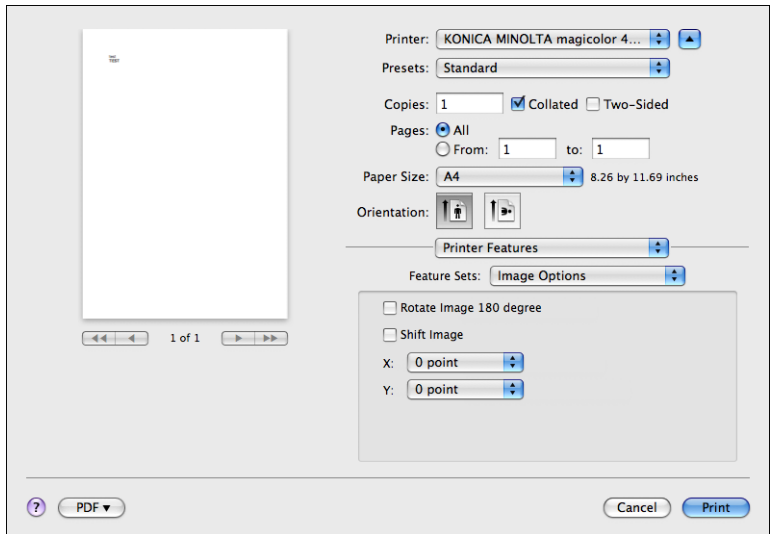 Printer: KONICA MINOLTA magicolor 4...
Presets: Standard
Copies: 1 Collated Two-Sided
Pages: All
From: 1 to: 1
Paper Size: A4 8.26 by 11.69 inches
Orientation:
Printer Features
Feature Sets: Image Options
Rotate Image 180 degree
Shift Image
X: 0 point
Y: 0 point
1 of 1
? PDF▼ Cancel Print